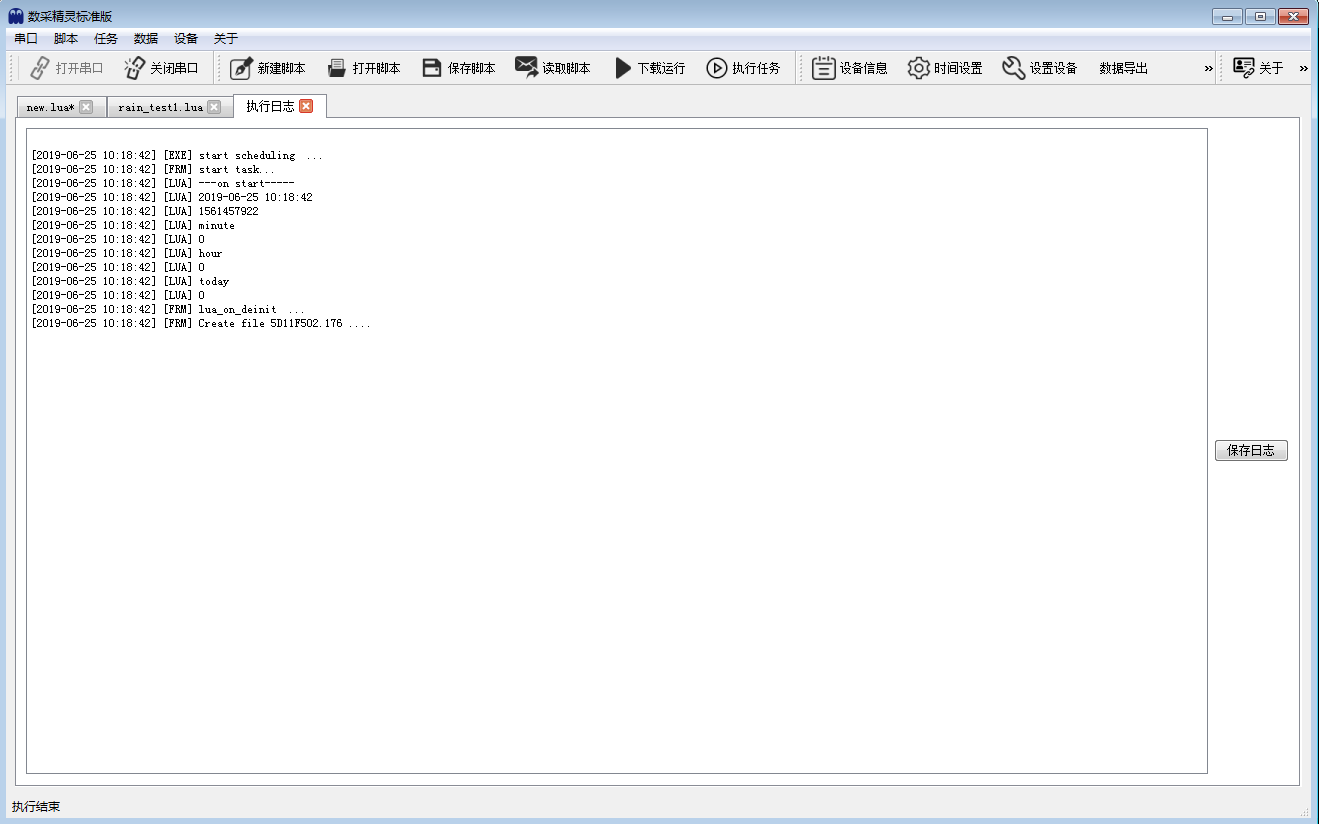 数采精灵标准版
串口 脚本 任务 数据 设备 关于
打开串口 关闭串口 新建脚本 打开脚本 保存脚本 读取脚本 下载运行 执行任务 设备信息 时间设置 设置设备 数据导出 » 关于 »
new.lua* rain_test1.lua 执行日志
[2019-06-25 10:18:42] [EXE] start scheduling ...
[2019-06-25 10:18:42] [FRM] start task...
[2019-06-25 10:18:42] [LUA] ---on start-----
[2019-06-25 10:18:42] [LUA] 2019-06-25 10:18:42
[2019-06-25 10:18:42] [LUA] 1561457922
[2019-06-25 10:18:42] [LUA] minute
[2019-06-25 10:18:42] [LUA] 0
[2019-06-25 10:18:42] [LUA] hour
[2019-06-25 10:18:42] [LUA] 0
[2019-06-25 10:18:42] [LUA] today
[2019-06-25 10:18:42] [LUA] 0
[2019-06-25 10:18:42] [FRM] lua_on_deinit ...
[2019-06-25 10:18:42] [FRM] Create file 5D11F502.176 ....
保存日志
执行结束